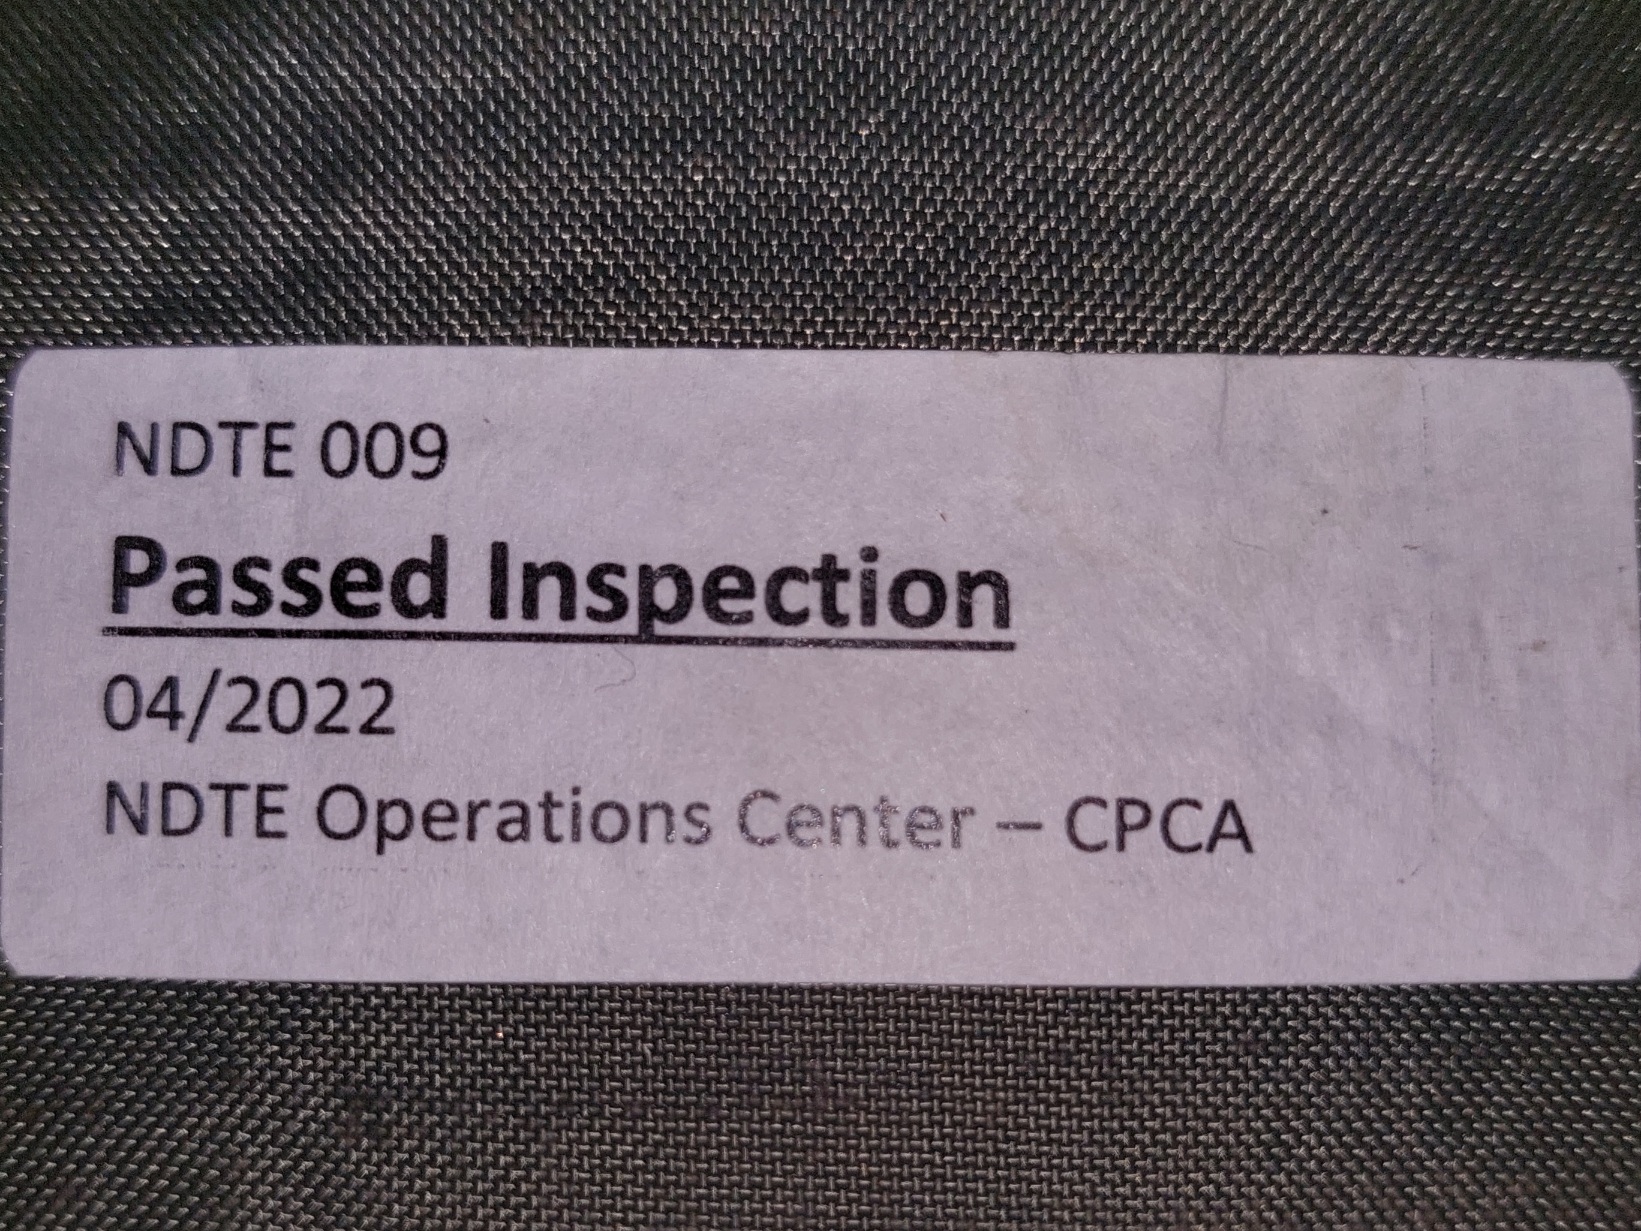 NDTE 009
Passed Inspection
04/2022
NDTE Operations Center – CPCA